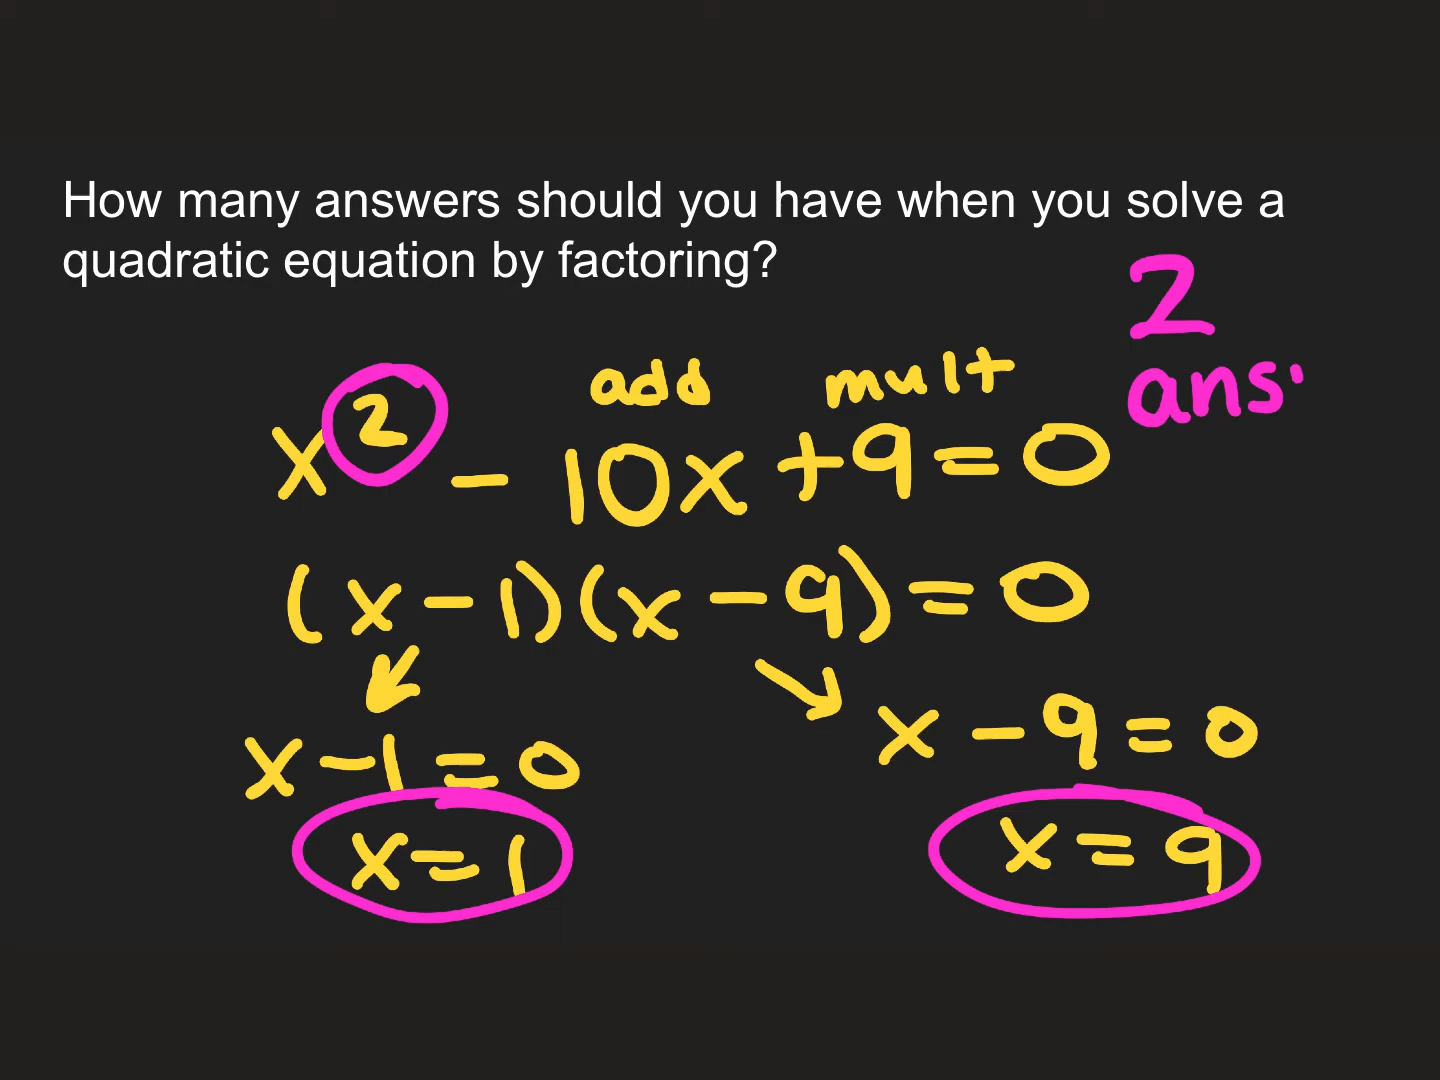 How many answers should you have when you solve a
quadratic equation by factoring?
2
ans.
add mult
x² - 10x + 9 = 0
(x - 1)(x - 9) = 0
x - 1 = 0
x - 9 = 0
x = 1
x = 9